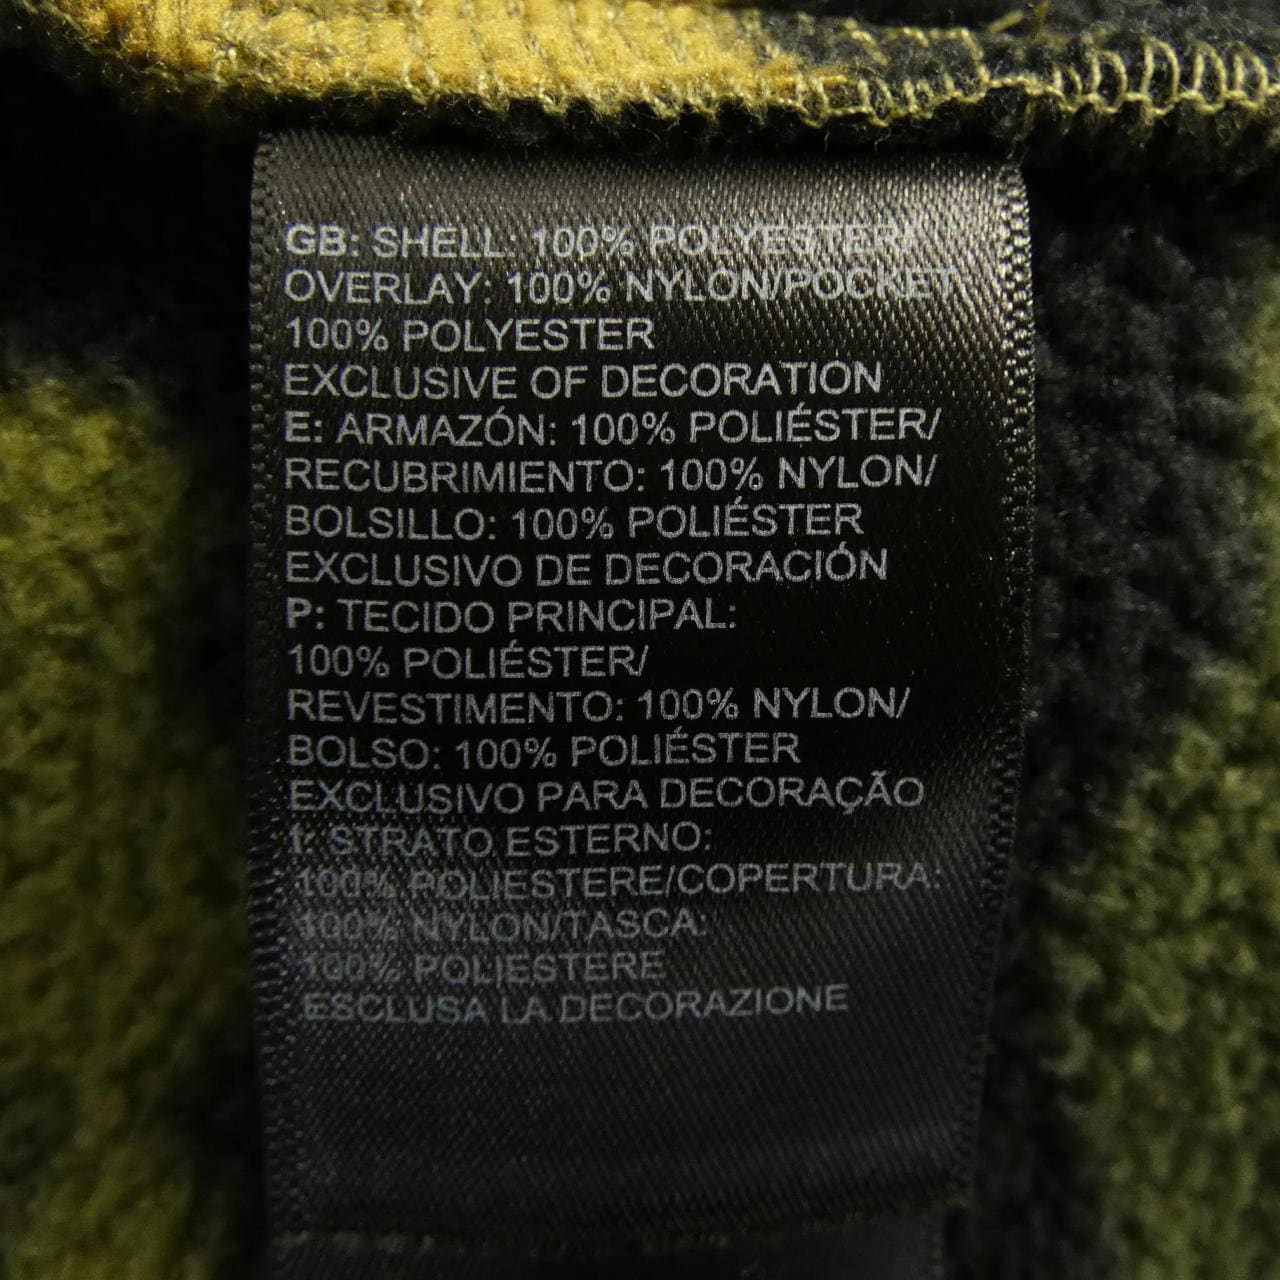 GB: SHELL: 100% POLYESTER/
OVERLAY: 100% NYLON/POCKET:
100% POLYESTER
EXCLUSIVE OF DECORATION
E: ARMAZÓN: 100% POLIÉSTER/
RECUBRIMIENTO: 100% NYLON/
BOLSILLO: 100% POLIÉSTER
EXCLUSIVO DE DECORACIÓN
P: TECIDO PRINCIPAL:
100% POLIÉSTER/
REVESTIMENTO: 100% NYLON/
BOLSO: 100% POLIÉSTER
EXCLUSIVO PARA DECORAÇÃO
I: STRATO ESTERNO:
100% POLIESTERE/COPERTURA:
100% NYLON/TASCA:
100% POLIESTERE
ESCLUSA LA DECORAZIONE